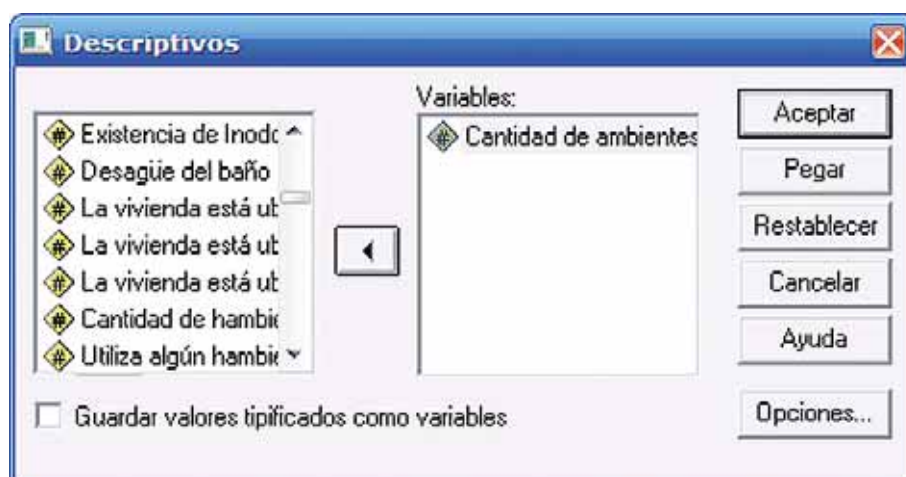 Descriptivos
Existencia de Inodo
Desagüe del baño
La vivienda está ub
La vivienda está ub
La vivienda está ub
Cantidad de hambie
Utiliza algún hambie
Variables:
Cantidad de ambientes
Aceptar
Pegar
Restablecer
Cancelar
Ayuda
Opciones...
Guardar valores tipificados como variables